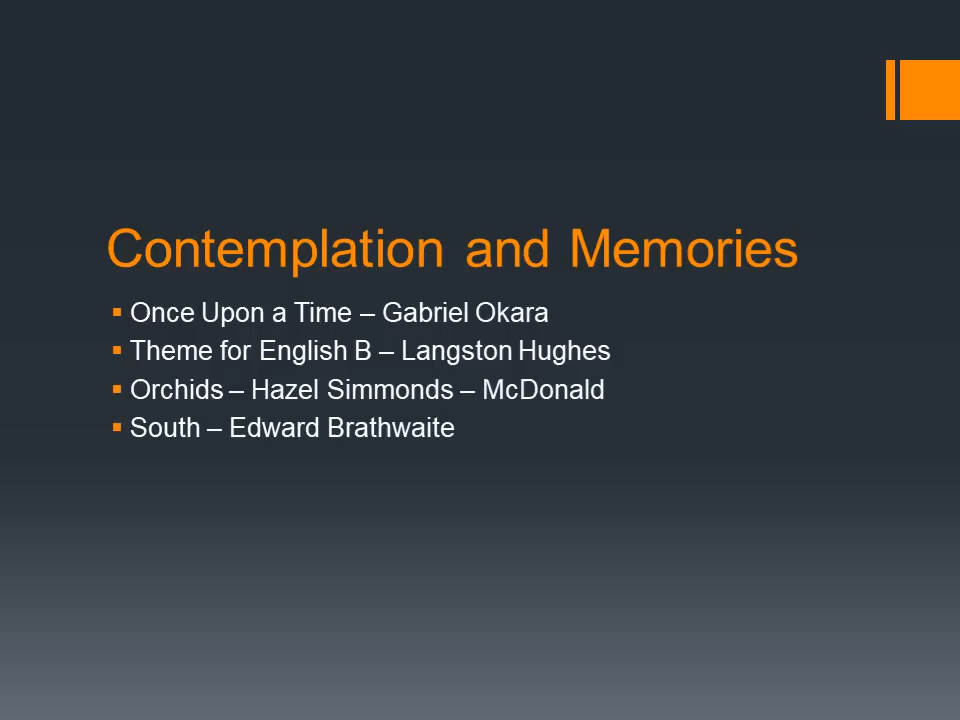 Contemplation and Memories
▪ Once Upon a Time – Gabriel Okara
▪ Theme for English B – Langston Hughes
▪ Orchids – Hazel Simmonds – McDonald
▪ South – Edward Brathwaite